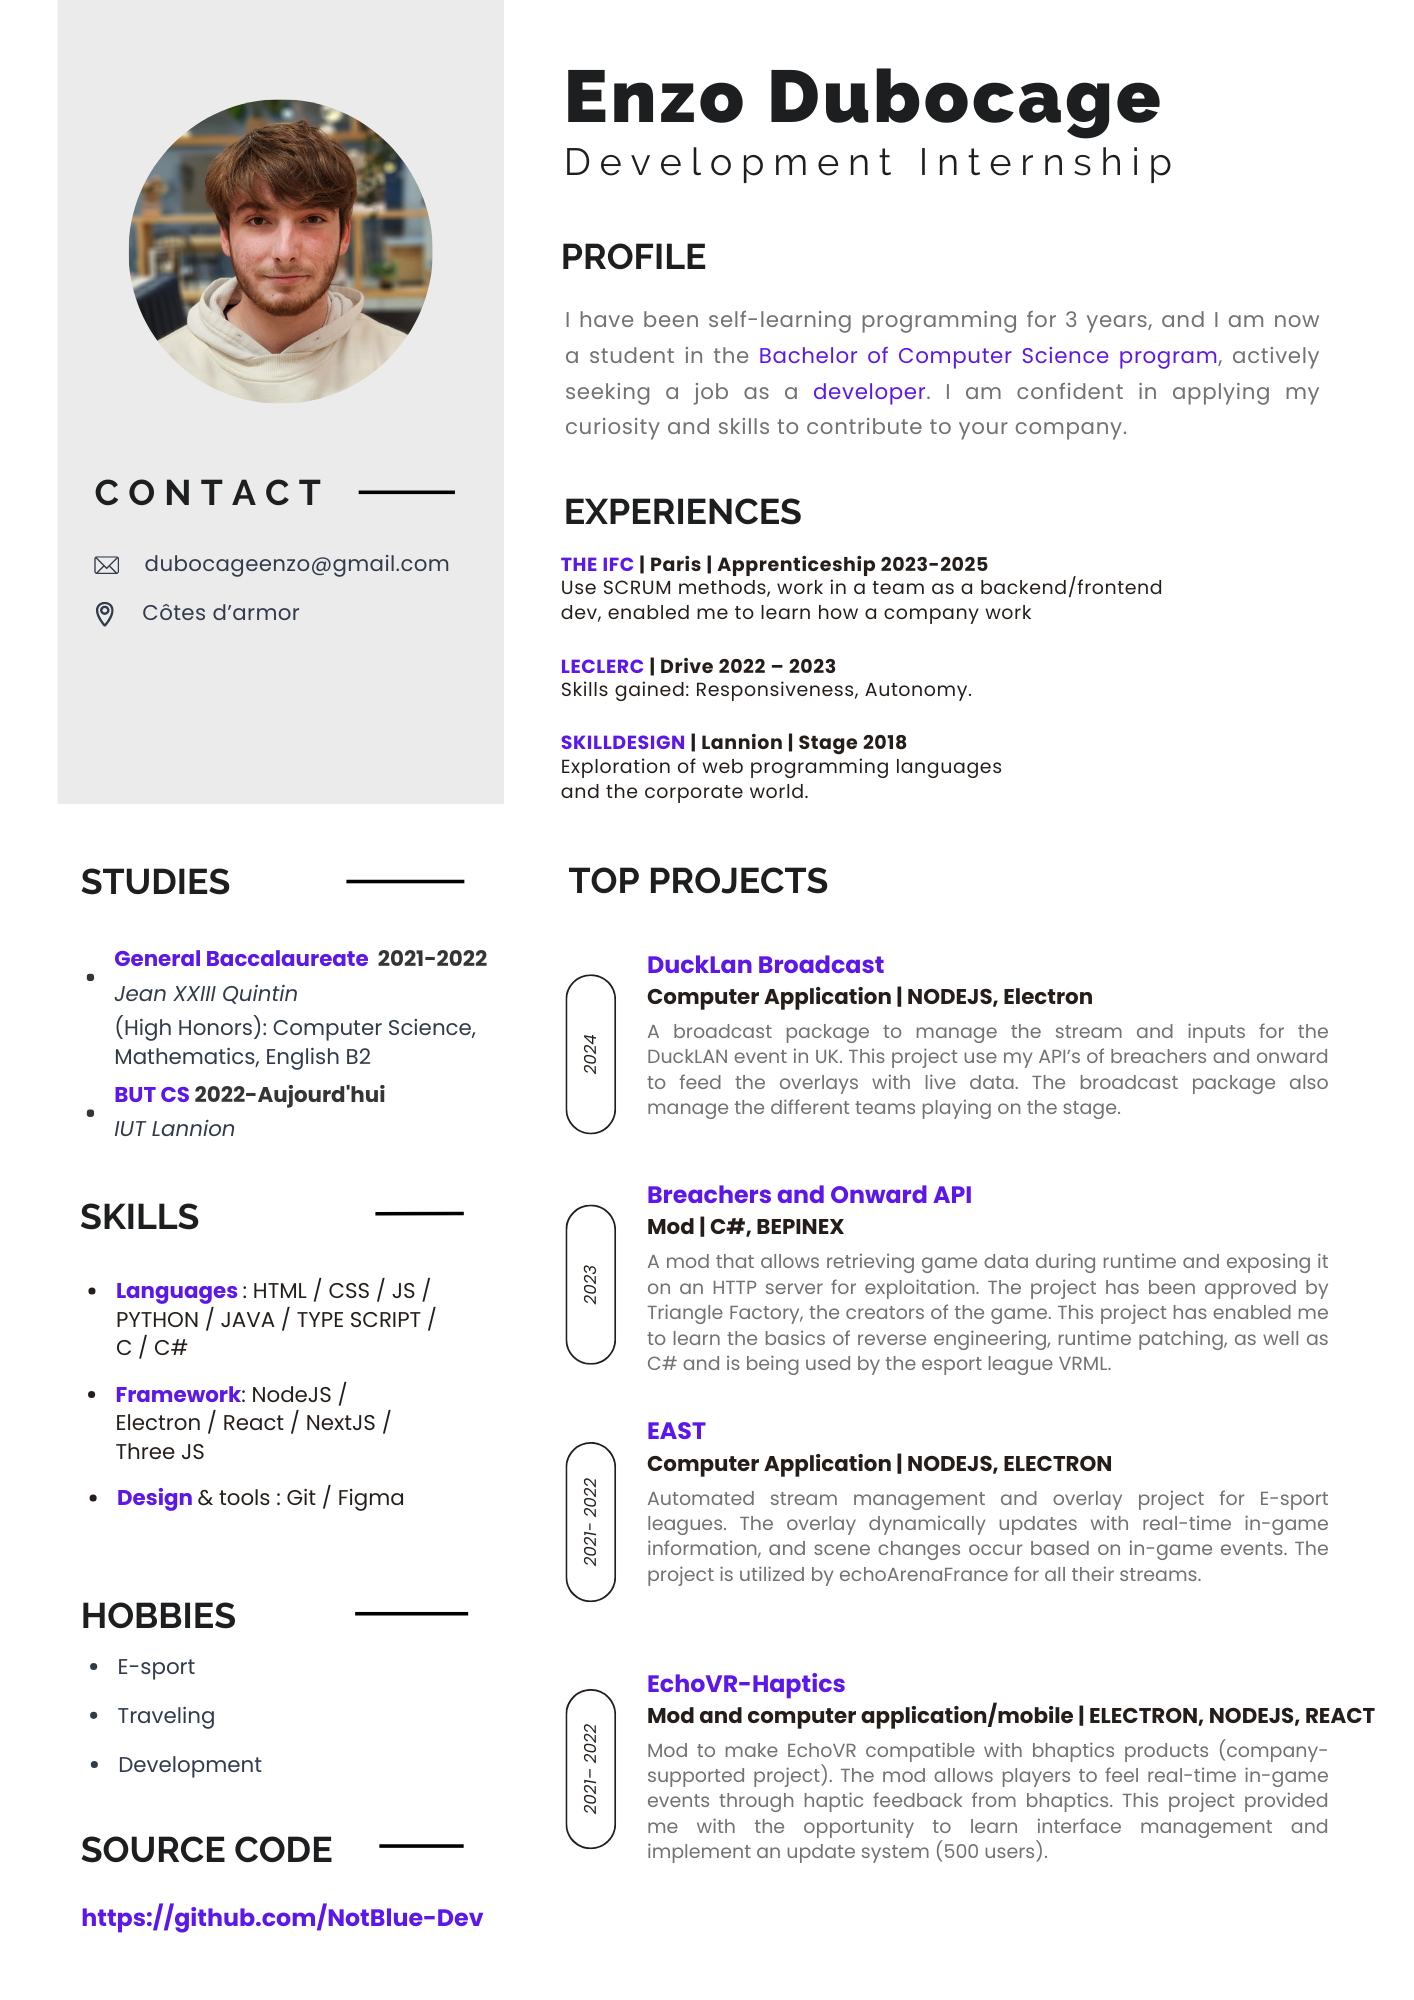 Enzo Dubocage
Development Internship
CONTACT
dubocageenzo@gmail.com
Côtes d’armor
PROFILE
I have been self-learning programming for 3 years, and I am now
a student in the Bachelor of Computer Science program, actively
seeking a job as a developer. I am confident in applying my
curiosity and skills to contribute to your company.
EXPERIENCES
THE IFC | Paris | Apprenticeship 2023-2025
Use SCRUM methods, work in a team as a backend/frontend
dev, enabled me to learn how a company work
LECLERC | Drive 2022 – 2023
Skills gained: Responsiveness, Autonomy.
SKILLDESIGN | Lannion | Stage 2018
Exploration of web programming languages
and the corporate world.
STUDIES
General Baccalaureate 2021-2022
Jean XXIII Quintin
(High Honors): Computer Science,
Mathematics, English B2
BUT CS 2022-Aujourd'hui
IUT Lannion
SKILLS
Languages : HTML / CSS / JS /
PYTHON / JAVA / TYPE SCRIPT /
C / C#
Framework: NodeJS /
Electron / React / NextJS /
Three JS
Design & tools : Git / Figma
HOBBIES
E-sport
Traveling
Development
SOURCE CODE
https://github.com/NotBlue-Dev
TOP PROJECTS
2024
DuckLan Broadcast
Computer Application | NODEJS, Electron
A broadcast package to manage the stream and inputs for the
DuckLAN event in UK. This project use my API’s of breachers and onward
to feed the overlays with live data. The broadcast package also
manage the different teams playing on the stage.
2023
Breachers and Onward API
Mod | C#, BEPINEX
A mod that allows retrieving game data during runtime and exposing it
on an HTTP server for exploitation. The project has been approved by
Triangle Factory, the creators of the game. This project has enabled me
to learn the basics of reverse engineering, runtime patching, as well as
C# and is being used by the esport league VRML.
2021- 2022
EAST
Computer Application | NODEJS, ELECTRON
Automated stream management and overlay project for E-sport
leagues. The overlay dynamically updates with real-time in-game
information, and scene changes occur based on in-game events. The
project is utilized by echoArenaFrance for all their streams.
2021– 2022
EchoVR-Haptics
Mod and computer application/mobile | ELECTRON, NODEJS, REACT
Mod to make EchoVR compatible with bhaptics products (company-
supported project). The mod allows players to feel real-time in-game
events through haptic feedback from bhaptics. This project provided
me with the opportunity to learn interface management and
implement an update system (500 users).